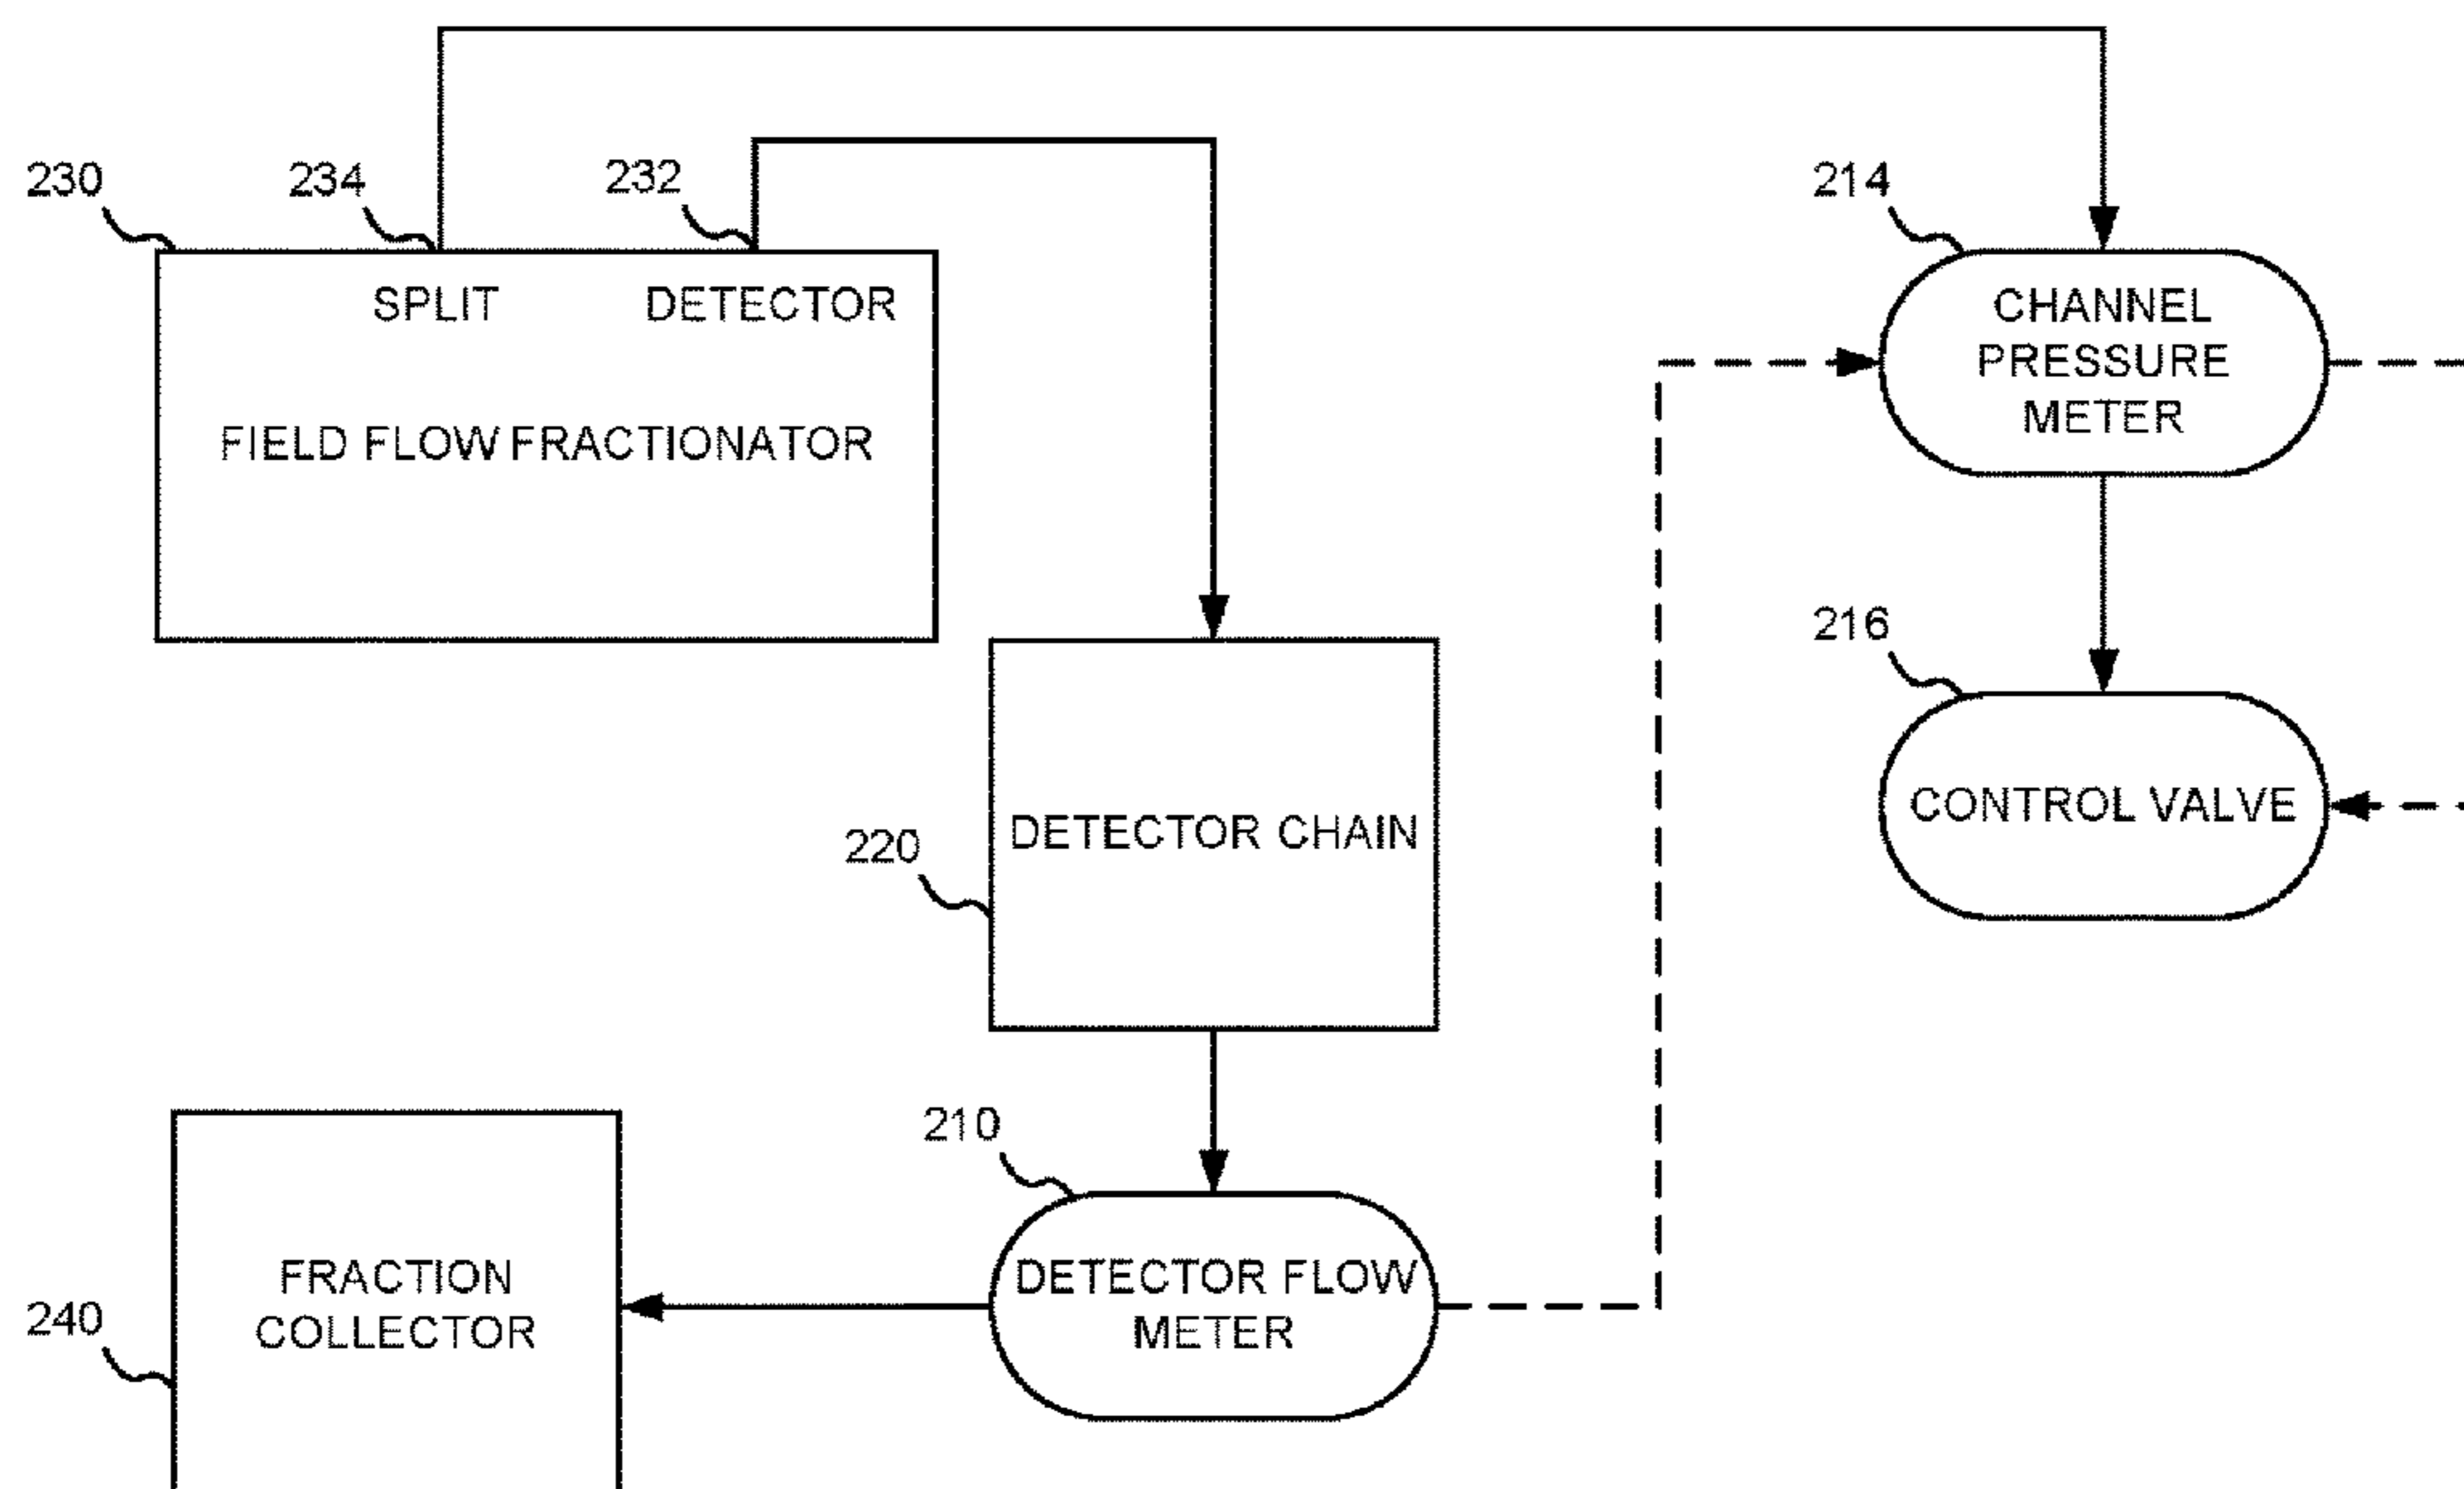 230
234
232
214
SPLIT
DETECTOR
FIELD FLOW FRACTIONATOR
CHANNEL
PRESSURE
METER
216
CONTROL VALVE
220
DETECTOR CHAIN
210
DETECTOR FLOW
METER
240
FRACTION
COLLECTOR